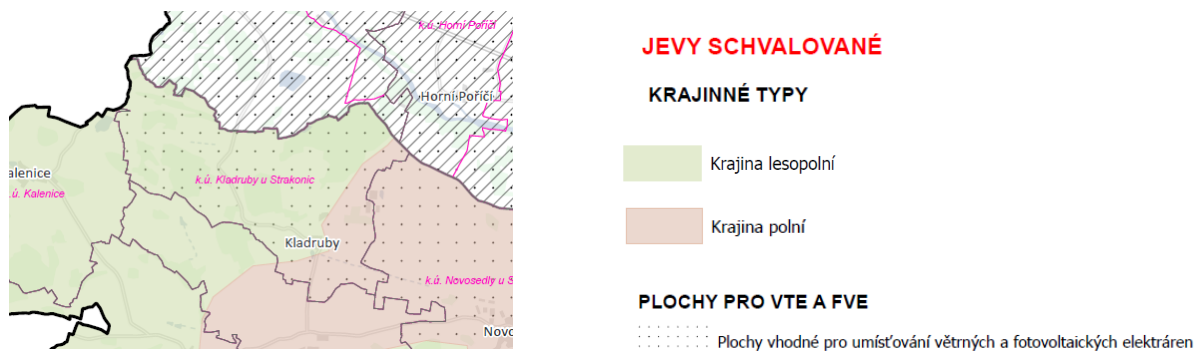 k.ú. Horní Poříčí
Horní Poříčí
alenice
k.ú. Kladruby u Strakonic
.ú. Kalenice
Kladruby
k.ú. Novosedly u S
Novo
JEVY SCHVALOVANÉ
KRAJINNÉ TYPY
Krajina lesopolní
Krajina polní
PLOCHY PRO VTE A FVE
Plochy vhodné pro umísťování větrných a fotovoltaických elektráren